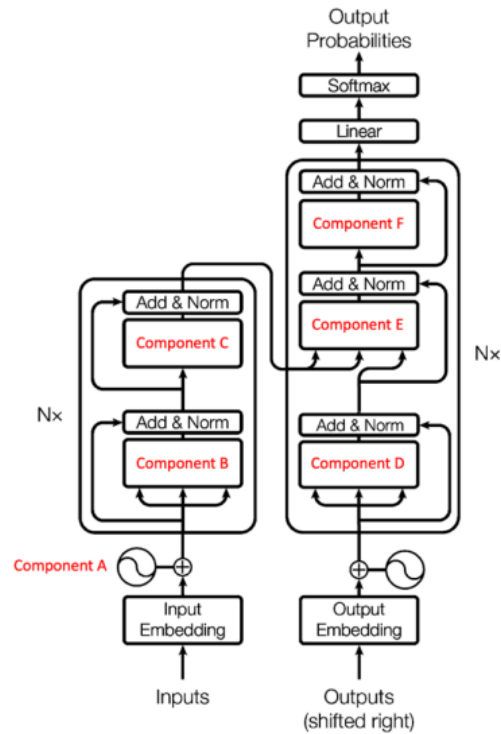 Output
Probabilities
Softmax
Linear
Add & Norm
Component F
Add & Norm
Component E
Add & Norm
Component D
Nx
Add & Norm
Component C
Add & Norm
Component B
Nx
Component A
Input
Embedding
Output
Embedding
Inputs
Outputs
(shifted right)